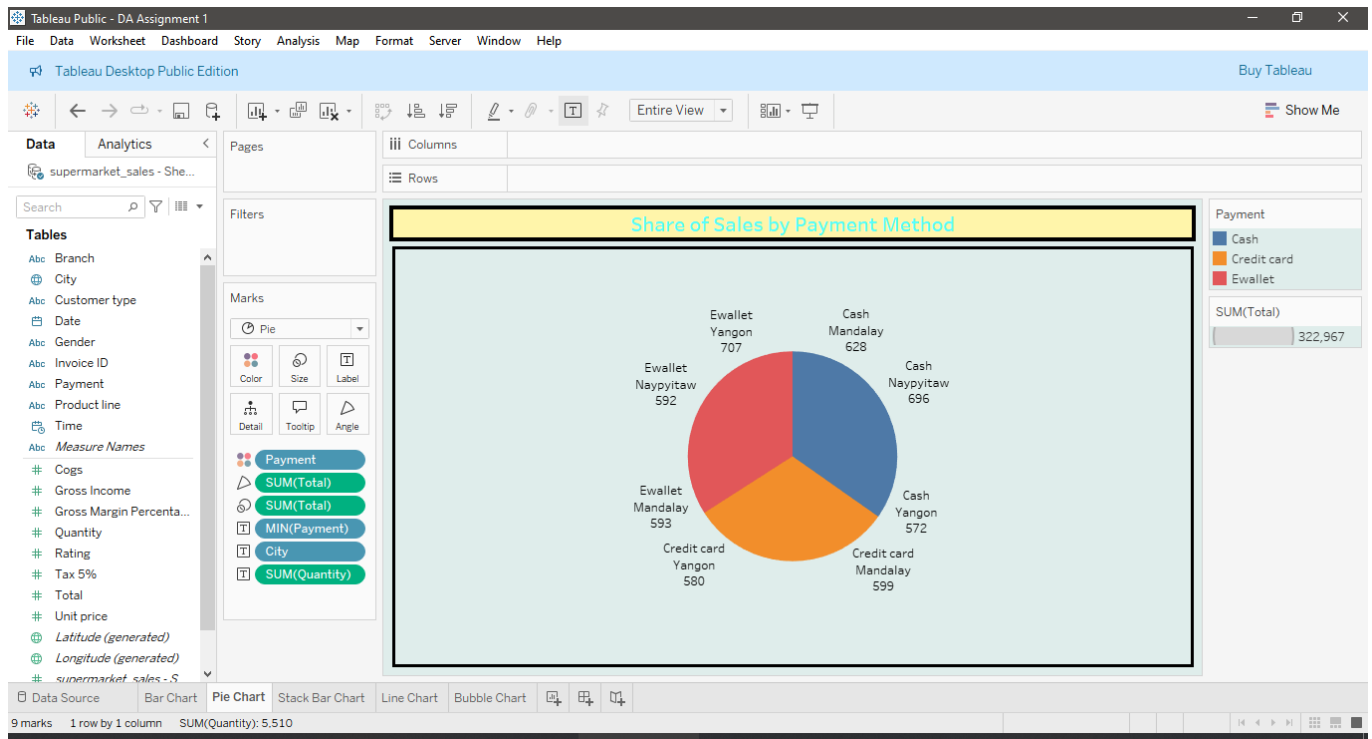 Tableau Public - DA Assignment 1
File Data Worksheet Dashboard Story Analysis Map Format Server Window Help
Tableau Desktop Public Edition
Buy Tableau
Entire View
Show Me
Data
Analytics
supermarket_sales - She...
Search
Tables
Abc Branch
City
Abc Customer type
Date
Abc Gender
Abc Invoice ID
Abc Payment
Abc Product line
Time
Abc Measure Names
# Cogs
# Gross Income
# Gross Margin Percenta...
# Quantity
# Rating
# Tax 5%
# Total
# Unit price
Latitude (generated)
Longitude (generated)
# supermarket_sales - S
Pages
Filters
Marks
Pie
Color
Size
T
Label
Detail
Tooltip
Angle
Payment
SUM(Total)
SUM(Total)
T MIN(Payment)
T City
T SUM(Quantity)
iii Columns
Rows
Share of Sales by Payment Method
Ewallet
Yangon
707
Cash
Mandalay
628
Ewallet
Naypyitaw
592
Cash
Naypyitaw
696
Ewallet
Mandalay
593
Cash
Yangon
572
Credit card
Yangon
580
Credit card
Mandalay
599
Payment
Cash
Credit card
Ewallet
SUM(Total)
322,967
Data Source
Bar Chart
Pie Chart
Stack Bar Chart
Line Chart
Bubble Chart
9 marks 1 row by 1 column SUM(Quantity): 5,510